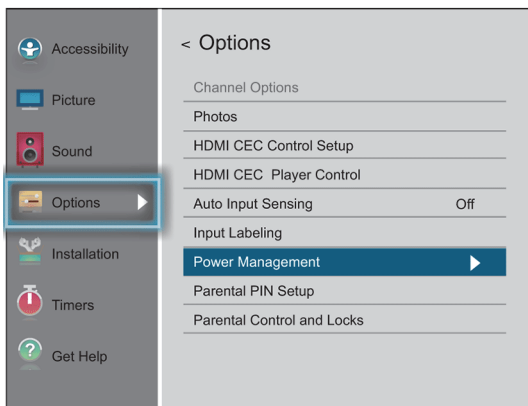 Accessibility
Picture
Sound
Options
Installation
Timers
Get Help
< Options
Channel Options
Photos
HDMI CEC Control Setup
HDMI CEC Player Control
Auto Input Sensing Off
Input Labeling
Power Management
Parental PIN Setup
Parental Control and Locks